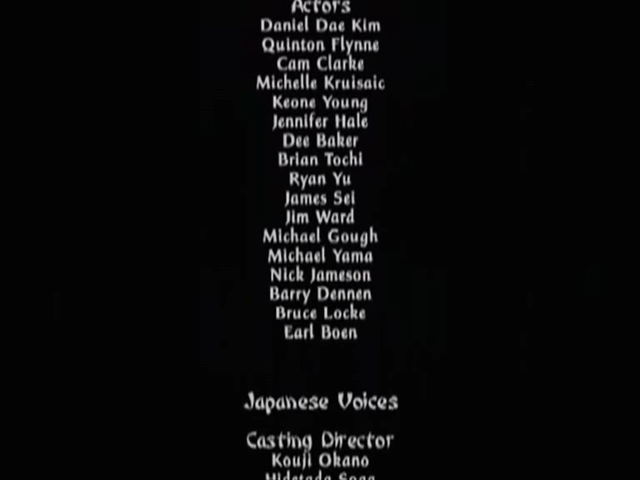 Actors
Daniel Dae Kim
Quinton Flynne
Cam Clarke
Michelle Kruisaic
Keone Young
Jennifer Hale
Dee Baker
Brian Tochi
Ryan Yu
James Sei
Jim Ward
Michael Gough
Michael Yama
Nick Jameson
Barry Dennen
Bruce Locke
Earl Boen
Japanese Voices
Casting Director
Kouji Okano